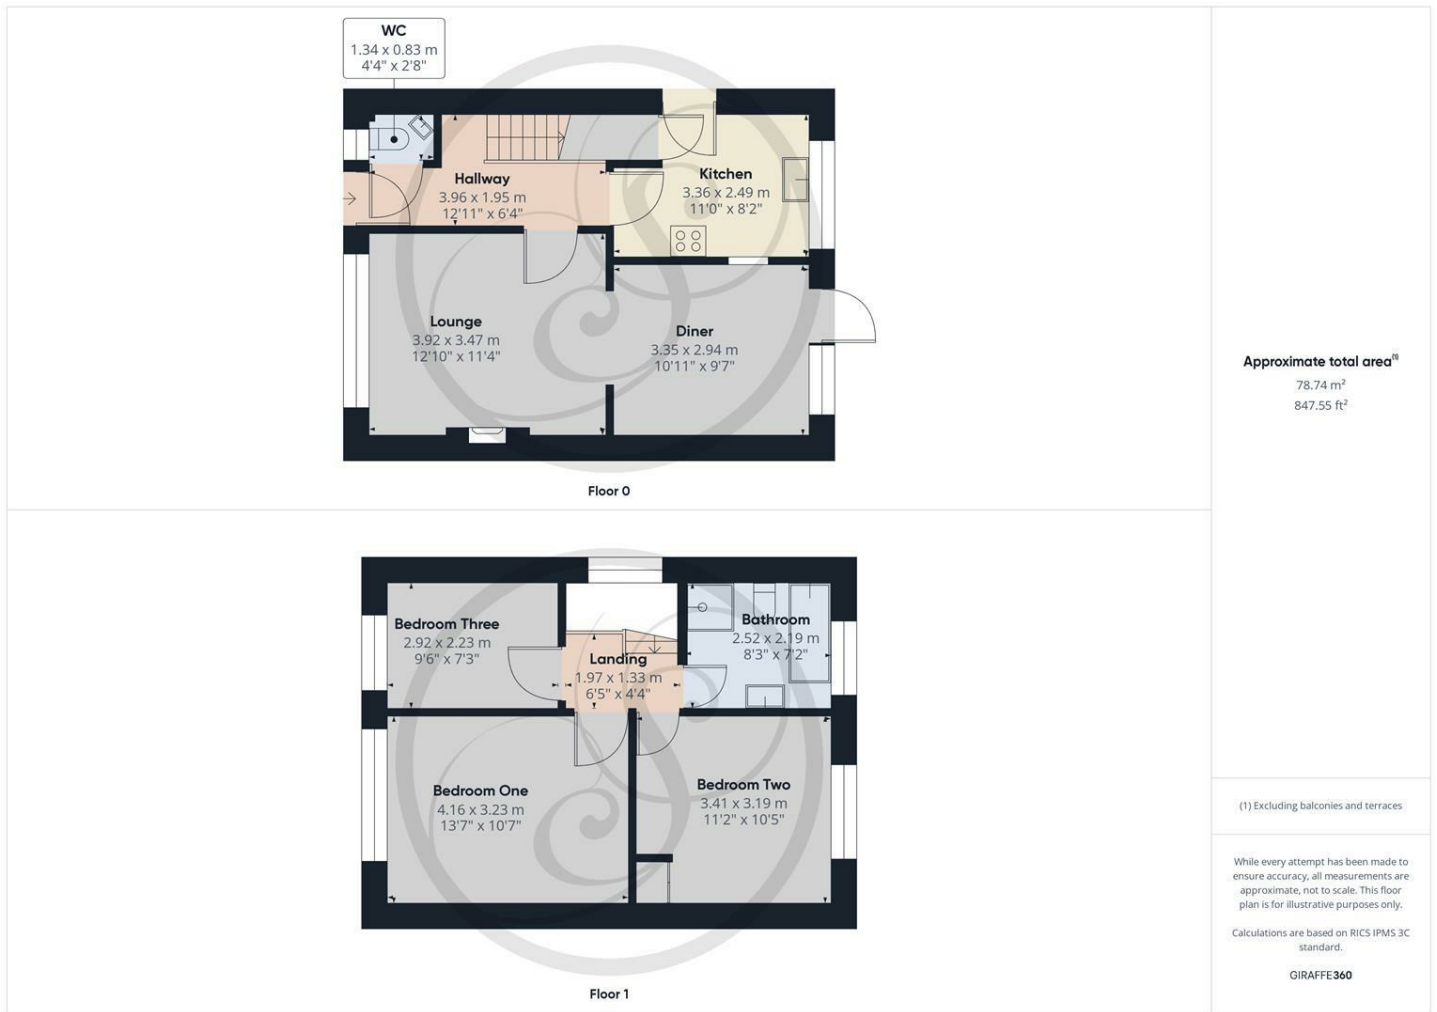 WC
1.34 x 0.83 m
4'4" x 2'8"
Hallway
3.96 x 1.95 m
12'11" x 6'4"
Kitchen
3.36 x 2.49 m
11'0" x 8'2"
Lounge
3.92 x 3.47 m
12'10" x 11'4"
Diner
3.35 x 2.94 m
10'11" x 9'7"
Floor 0
Bedroom Three
2.92 x 2.23 m
9'6" x 7'3"
Landing
1.97 x 1.33 m
6'5" x 4'4"
Bathroom
2.52 x 2.19 m
8'3" x 7'2"
Bedroom One
4.16 x 3.23 m
13'7" x 10'7"
Bedroom Two
3.41 x 3.19 m
11'2" x 10'5"
Floor 1
Approximate total area(1)
78.74 m²
847.55 ft²
(1) Excluding balconies and terraces
While every attempt has been made to
ensure accuracy, all measurements are
approximate, not to scale. This floor
plan is for illustrative purposes only.
Calculations are based on RICS IPMS 3C
standard.
GIRAFFE360